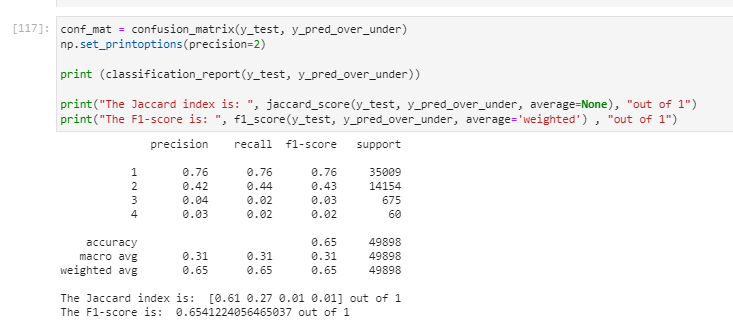 [117]: conf_mat = confusion_matrix(y_test, y_pred_over_under)
np.set_printoptions(precision=2)
print (classification_report(y_test, y_pred_over_under))
print("The Jaccard index is: ", jaccard_score(y_test, y_pred_over_under, average=None), "out of 1")
print("The F1-score is: ", f1_score(y_test, y_pred_over_under, average='weighted') , "out of 1")
precision recall f1-score support
1 0.76 0.76 0.76 35009
2 0.42 0.44 0.43 14154
3 0.04 0.02 0.03 675
4 0.03 0.02 0.02 60
accuracy 0.65 49898
macro avg 0.31 0.31 0.31 49898
weighted avg 0.65 0.65 0.65 49898
The Jaccard index is:  [0.61 0.27 0.01 0.01] out of 1
The F1-score is:  0.6541224056465037 out of 1